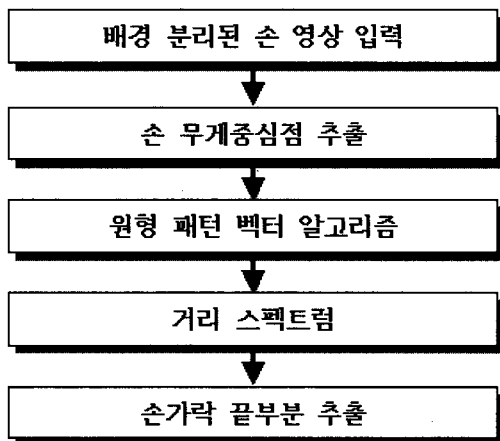 배경 분리된 손 영상 입력
손 무게중심점 추출
원형 패턴 벡터 알고리즘
거리 스펙트럼
손가락 끝부분 추출